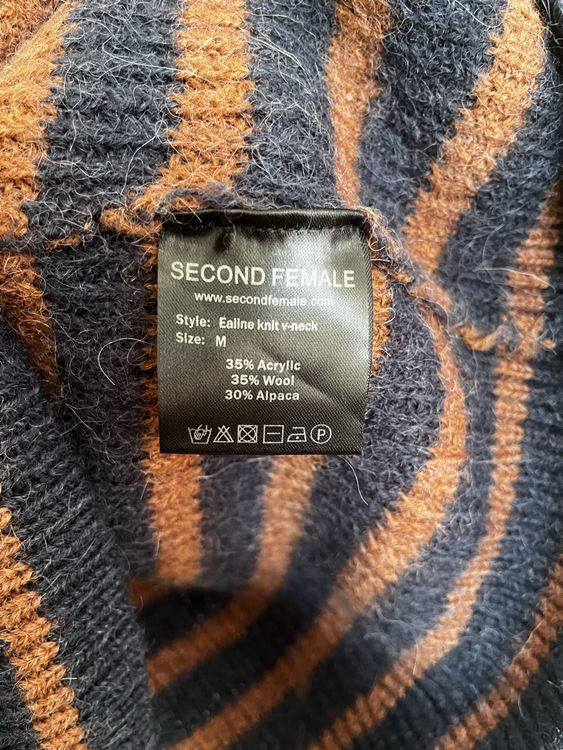 SECOND FEMALE
www.secondfemale.com
Style: Ealine knit v-neck
Size: M
35% Acrylic
35% Wool
30% Alpaca
P